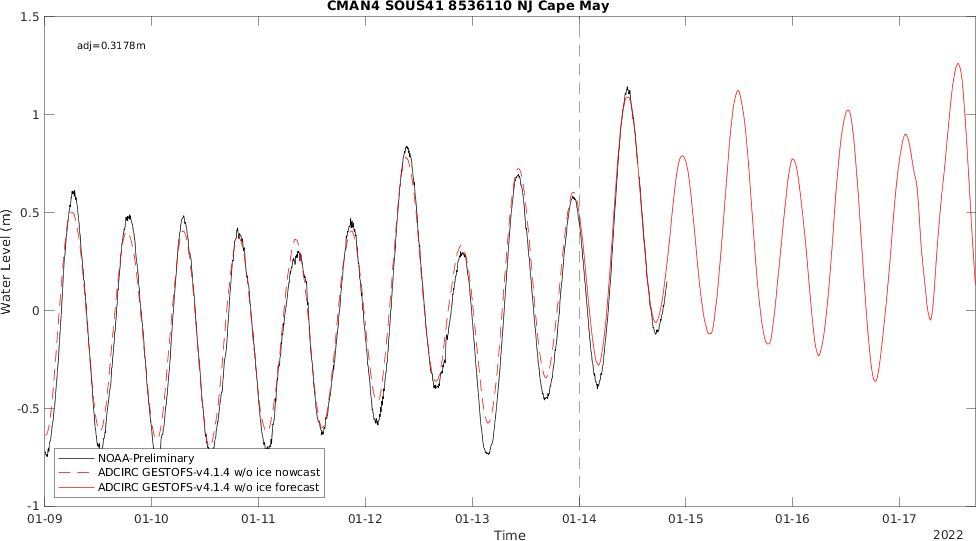 CMAN4 SOUS41 8536110 NJ Cape May
adj=0.3178m
1.5
1
0.5
0
-0.5
-1
Water Level (m)
NOAA-Preliminary
ADCIRC GESTOFS-v4.1.4 w/o ice nowcast
ADCIRC GESTOFS-v4.1.4 w/o ice forecast
01-09 01-10 01-11 01-12 01-13 01-14 01-15 01-16 01-17
Time
2022